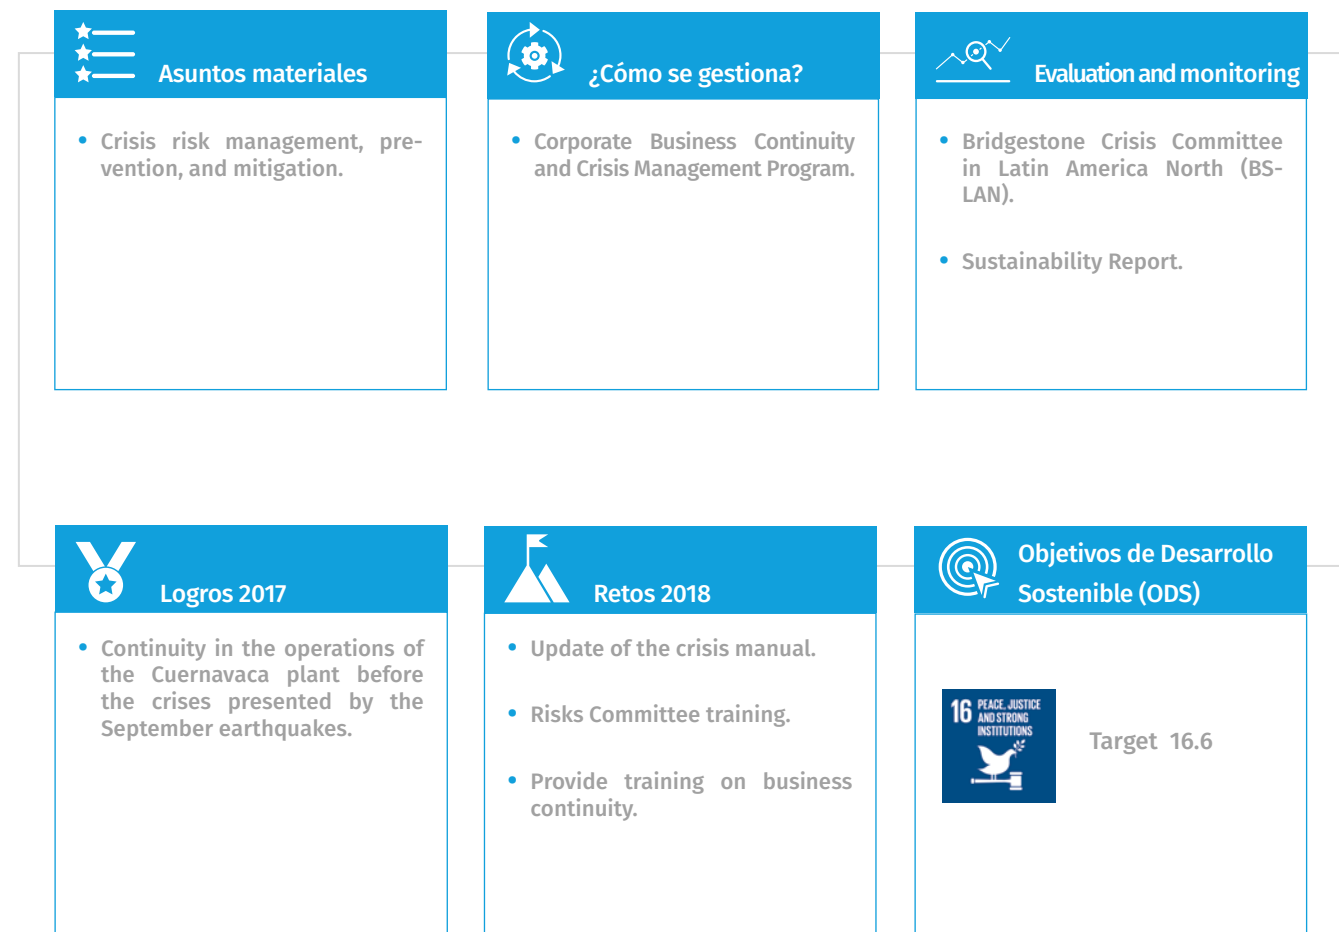 Asuntos materiales
• Crisis risk management, pre-
vention, and mitigation.
¿Cómo se gestiona?
• Corporate Business Continuity
and Crisis Management Program.
Evaluation and monitoring
• Bridgestone Crisis Committee
in Latin America North (BS-
LAN).
• Sustainability Report.
Logros 2017
• Continuity in the operations of
the Cuernavaca plant before
the crises presented by the
September earthquakes.
Retos 2018
• Update of the crisis manual.
• Risks Committee training.
• Provide training on business
continuity.
Objetivos de Desarrollo
Sostenible (ODS)
16 PEACE, JUSTICE
AND STRONG
INSTITUTIONS
Target 16.6